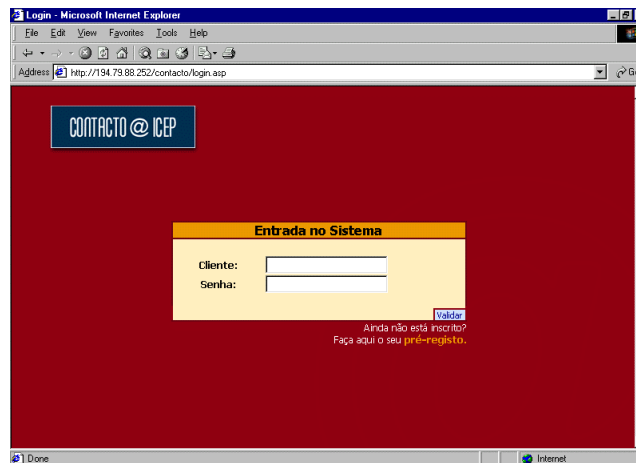 Login - Microsoft Internet Explorer
File Edit View Favorites Tools Help
Address http://194.79.88.252/contacto/login.asp
CONTACTO @ ICEP
Entrada no Sistema
Cliente:
Senha:
Validar
Ainda não está inscrito?
Faça aqui o seu pré-registo.
Done Internet